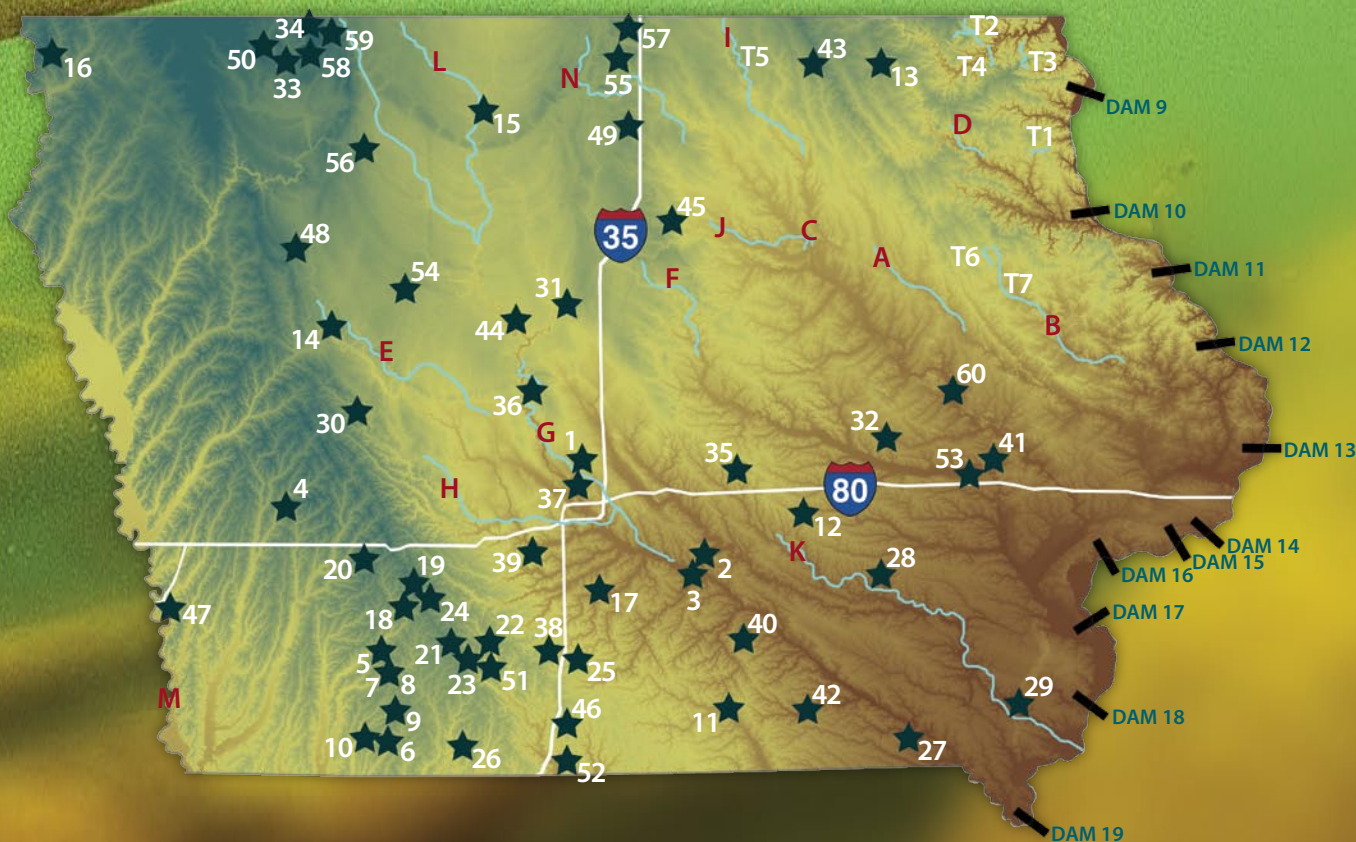 34
59
57
I
T2
50
58
16
L
T5
43
T4
T3
33
N
55
13
DAM 9
15
D
49
T1
56
45
DAM 10
48
35
J
C
A
T6
DAM 11
54
F
31
T7
14
44
B
E
DAM 12
60
36
30
G
32
1
35
53
41
DAM 13
4
H
37
80
12
K
DAM 14
DAM 15
DAM 16
39
2
28
20
19
3
17
DAM 17
18
24
47
22
38
40
21
5
7
8
23
51
25
M
29
9
46
11
42
DAM 18
10
6
26
27
52
DAM 19